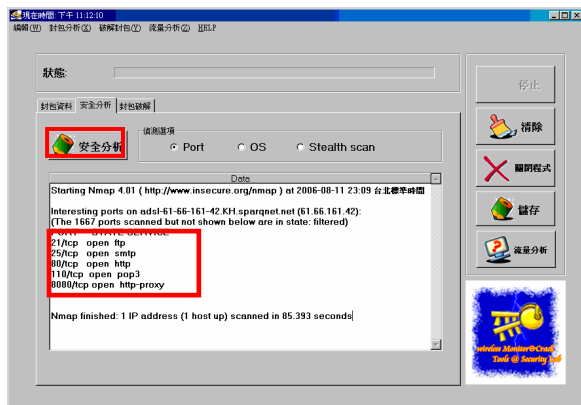 現在時間: 下午 11:12:10
編輯(W) 封包分析(X) 破解封包(Y) 流量分析(Z) HELP
狀態:
停止
封包資料 安全分析 封包破解
清除
安全分析
偵測選項
Port OS Stealth scan
關閉程式
Data
Starting Nmap 4.01 ( http://www.insecure.org/nmap ) at 2006-08-11 23:09 台北標準時間
Interesting ports on adsl-61-66-161-42.KH.sparqnet.net (61.66.161.42):
(The 1667 ports scanned but not shown below are in state: filtered)
PORT STATE SERVICE
21/tcp open ftp
25/tcp open smtp
80/tcp open http
110/tcp open pop3
8080/tcp open http-proxy
Nmap finished: 1 IP address (1 host up) scanned in 85.393 seconds
儲存
流量分析
wireless Monitor@Crack
Tools @ Security Lab